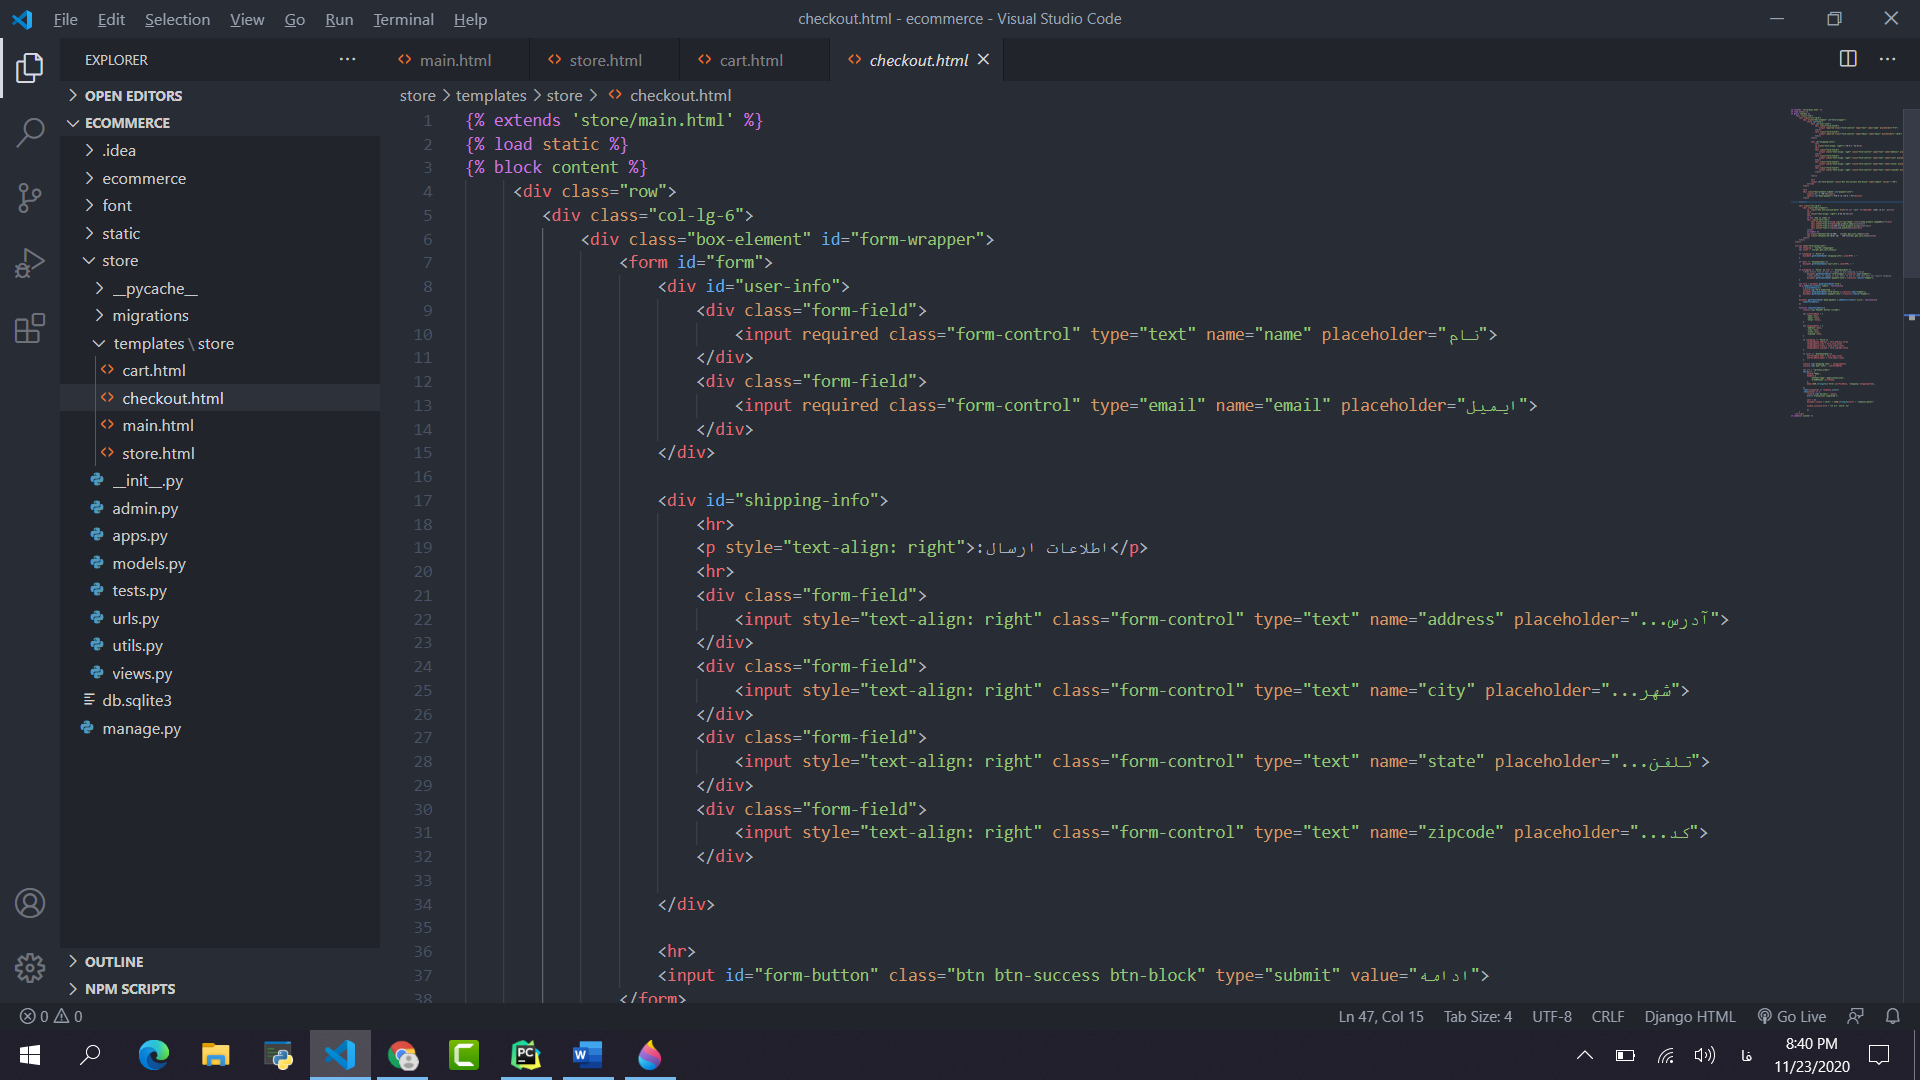 File Edit Selection View Go Run Terminal Help
checkout.html - ecommerce - Visual Studio Code
EXPLORER
OPEN EDITORS
ECOMMERCE
.idea
ecommerce
font
static
store
__pycache__
migrations
templates \ store
cart.html
checkout.html
main.html
store.html
__init__.py
admin.py
apps.py
models.py
tests.py
urls.py
utils.py
views.py
db.sqlite3
manage.py
OUTLINE
NPM SCRIPTS
main.html store.html cart.html checkout.html
store > templates > store > checkout.html
1 {% extends 'store/main.html' %}
2 {% load static %}
3 {% block content %}
4 <div class="row">
5 <div class="col-lg-6">
6 <div class="box-element" id="form-wrapper">
7 <form id="form">
8 <div id="user-info">
9 <div class="form-field">
10 <input required class="form-control" type="text" name="name" placeholder="نام">
11 </div>
12 <div class="form-field">
13 <input required class="form-control" type="email" name="email" placeholder="ایمیل">
14 </div>
15 </div>
16
17 <div id="shipping-info">
18 <hr>
19 <p style="text-align: right">:اطلاعات ارسال</p>
20 <hr>
21 <div class="form-field">
22 <input style="text-align: right" class="form-control" type="text" name="address" placeholder="...آدرس">
23 </div>
24 <div class="form-field">
25 <input style="text-align: right" class="form-control" type="text" name="city" placeholder="...شهر">
26 </div>
27 <div class="form-field">
28 <input style="text-align: right" class="form-control" type="text" name="state" placeholder="...تلفن">
29 </div>
30 <div class="form-field">
31 <input style="text-align: right" class="form-control" type="text" name="zipcode" placeholder="...کد">
32 </div>
33
34 </div>
35
36 <hr>
37 <input id="form-button" class="btn btn-success btn-block" type="submit" value="ادامه">
38 </form>
0 0
Ln 47, Col 15 Tab Size: 4 UTF-8 CRLF Django HTML Go Live
فا
8:40 PM
11/23/2020